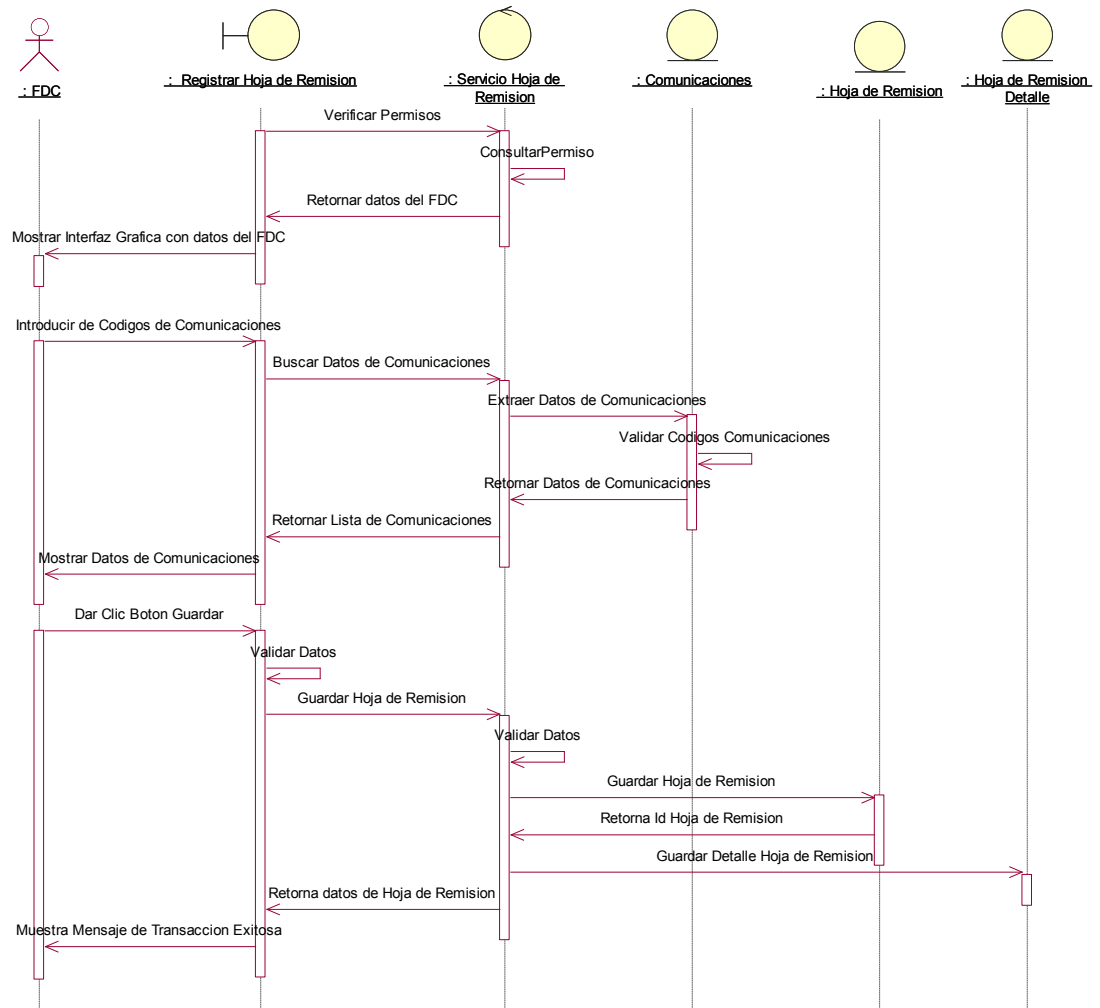 : FDC
: Registrar Hoja de Remision
: Servicio Hoja de
Remision
: Comunicaciones
: Hoja de Remision
: Hoja de Remision
Detalle
Verificar Permisos
ConsultarPermiso
Retornar datos del FDC
Mostrar Interfaz Grafica con datos del FDC
Introducir de Codigos de Comunicaciones
Buscar Datos de Comunicaciones
Extraer Datos de Comunicaciones
Validar Codigos Comunicaciones
Retornar Datos de Comunicaciones
Retornar Lista de Comunicaciones
Mostrar Datos de Comunicaciones
Dar Clic Boton Guardar
Validar Datos
Guardar Hoja de Remision
Validar Datos
Guardar Hoja de Remision
Retorna Id Hoja de Remision
Guardar Detalle Hoja de Remision
Retorna datos de Hoja de Remision
Muestra Mensaje de Transaccion Exitosa